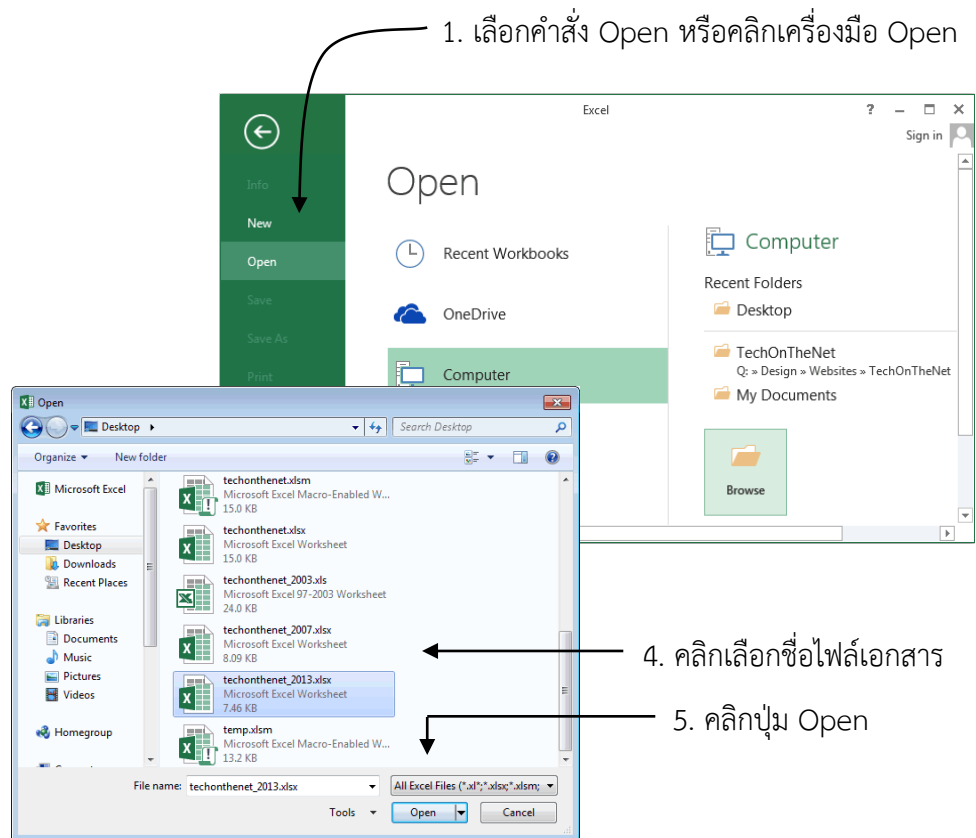 1. เลือกคำสั่ง Open หรือคลิกเครื่องมือ Open
Excel
?
Sign in
Info
New
Open
Save
Save As
Print
Open
Recent Workbooks
OneDrive
Computer
Computer
Recent Folders
Desktop
TechOnTheNet
Q: » Design » Websites » TechOnTheNet
My Documents
Browse
Open
Desktop
Search Desktop
Organize
New folder
Microsoft Excel
Favorites
Desktop
Downloads
Recent Places
Libraries
Documents
Music
Pictures
Videos
Homegroup
techonthenet.xlsm
Microsoft Excel Macro-Enabled W...
15.0 KB
techonthenet.xlsx
Microsoft Excel Worksheet
15.0 KB
techonthenet_2003.xls
Microsoft Excel 97-2003 Worksheet
24.0 KB
techonthenet_2007.xlsx
Microsoft Excel Worksheet
8.09 KB
techonthenet_2013.xlsx
Microsoft Excel Worksheet
7.46 KB
temp.xlsm
Microsoft Excel Macro-Enabled W...
13.2 KB
File name: techonthenet_2013.xlsx
All Excel Files (*.xl*;*.xlsx;*.xlsm;
Tools
Open
Cancel
4. คลิกเลือกชื่อไฟล์เอกสาร
5. คลิกปุ่ม Open